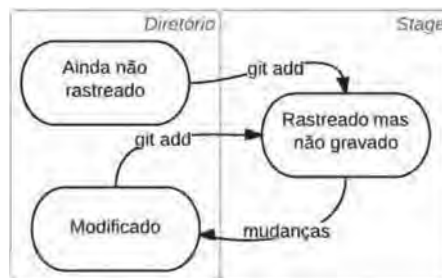 Diretório
Stage
Ainda não
rastreado
git add
Rastreado mas
não gravado
git add
Modificado
mudanças